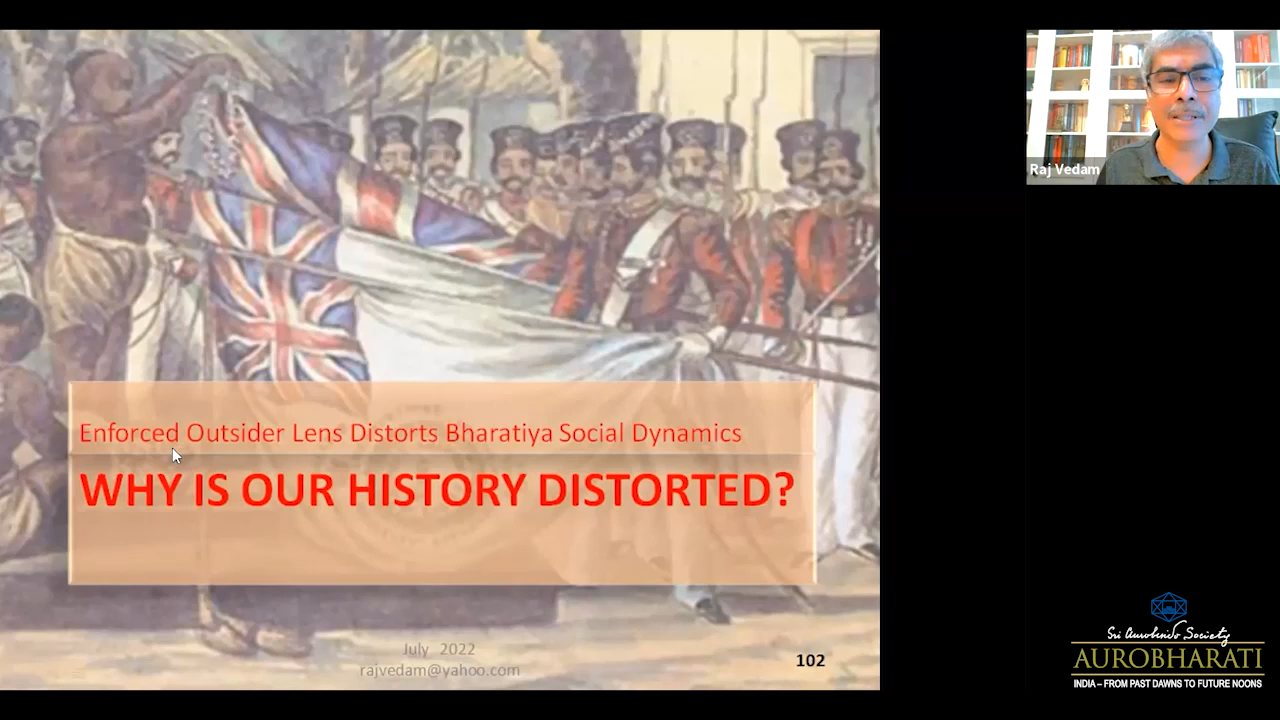 Enforced Outsider Lens Distorts Bharatiya Social Dynamics
WHY IS OUR HISTORY DISTORTED?
July 2022
rajvedam@yahoo.com
102
Raj Vedam
Sri Aurobindo Society
AUROBHARATI
INDIA – FROM PAST DAWNS TO FUTURE NOONS